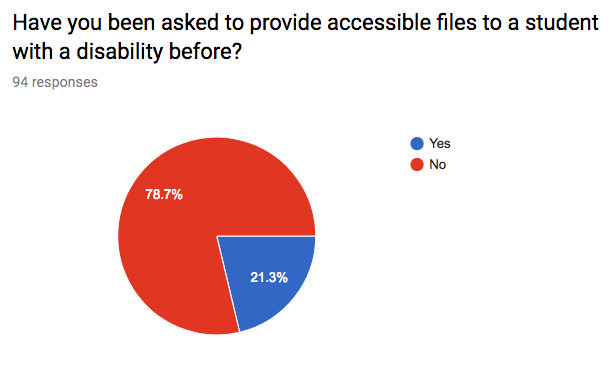 Have you been asked to provide accessible files to a student
with a disability before?
94 responses
Yes
No
78.7%
21.3%